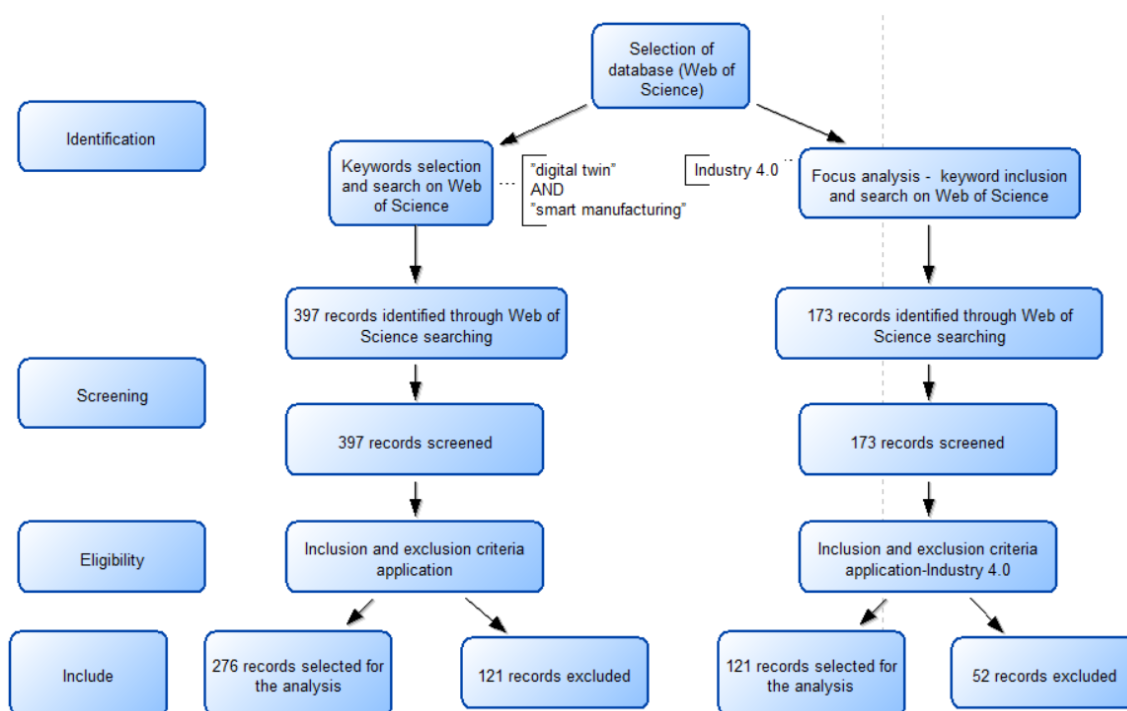 Selection of
database (Web of
Science)
Identification
Keywords selection
and search on Web
of Science
"digital twin"
AND
"smart manufacturing"
Industry 4.0
Focus analysis - keyword inclusion
and search on Web of Science
397 records identified through Web of
Science searching
173 records identified through Web of
Science searching
Screening
397 records screened
173 records screened
Eligibility
Inclusion and exclusion criteria
application
Inclusion and exclusion criteria
application-Industry 4.0
Include
276 records selected for
the analysis
121 records excluded
121 records selected for
the analysis
52 records excluded